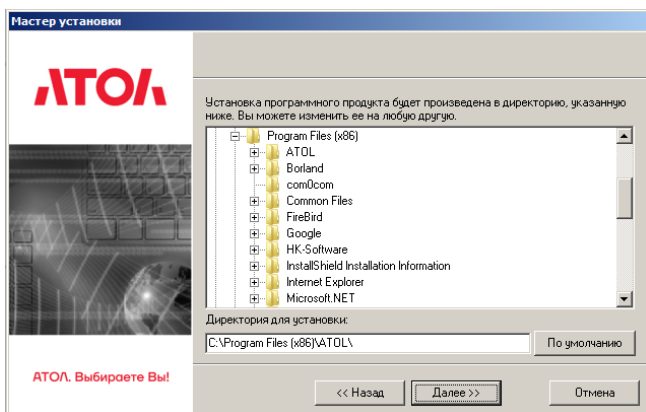 Мастер установки
АТОЛ
Установка программного продукта будет произведена в директорию, указанную
ниже. Вы можете изменить ее на любую другую.
Program Files (x86)
ATOL
Borland
com0com
Common Files
FireBird
Google
HK-Software
InstallShield Installation Information
Internet Explorer
Microsoft.NET
Директория для установки:
C:\Program Files (x86)\ATOL\
По умолчанию
АТОЛ. Выбираете Вы!
<< Назад
Далее >>
Отмена